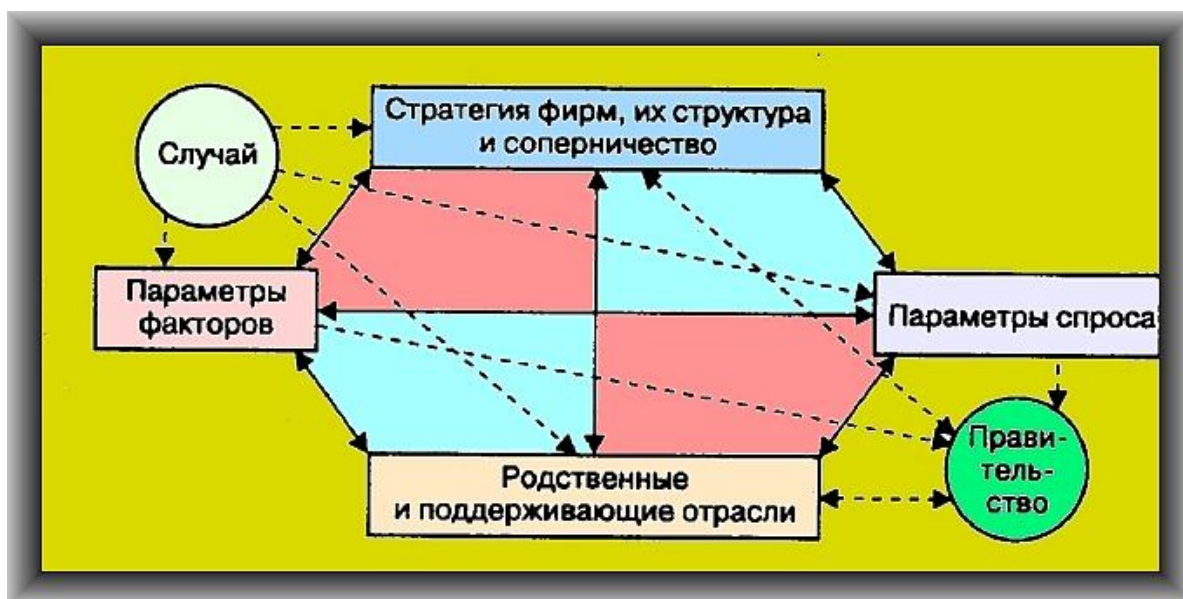 Стратегия фирм, их структура
и соперничество
Случай
Параметры
факторов
Параметры спроса
Прави-
тель-
ство
Родственные
и поддерживающие отрасли